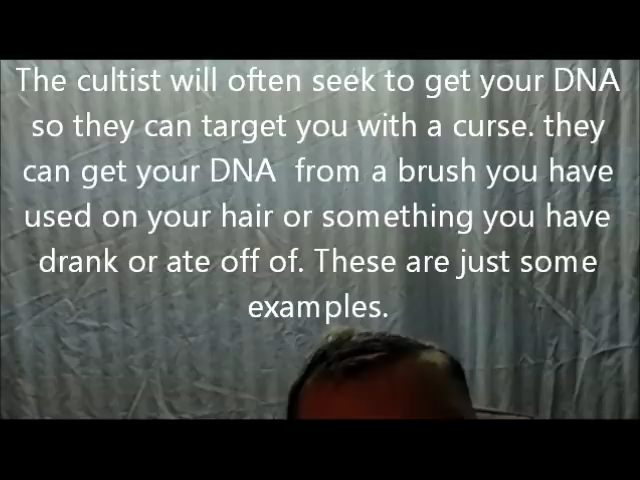 The cultist will often seek to get your DNA
so they can target you with a curse. they
can get your DNA  from a brush you have
used on your hair or something you have
drank or ate off of. These are just some
examples.